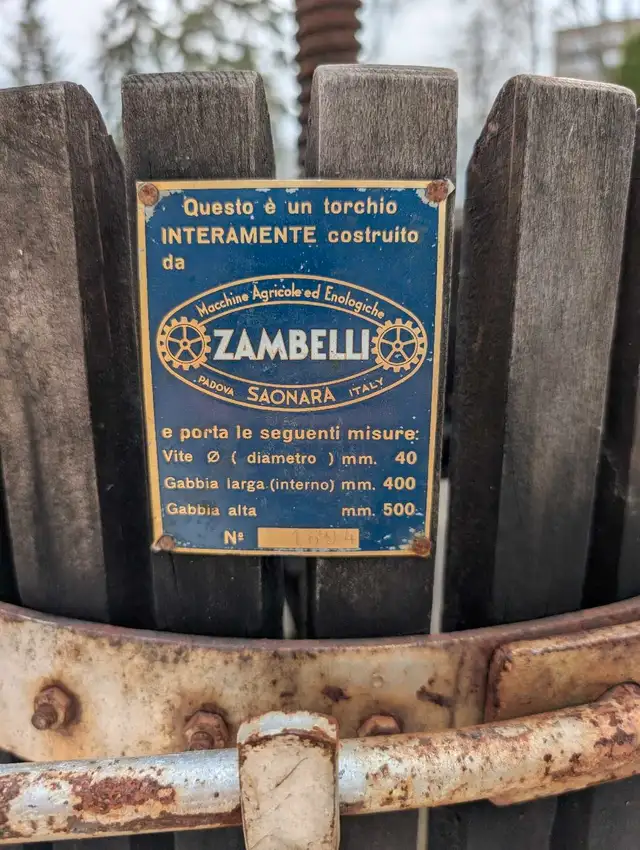 Questo è un torchio
INTERAMENTE costruito
da
Macchine Agricole ed Enologiche
ZAMBELLI
PADOVA SAONARA ITALY
e porta le seguenti misure:
Vite Ø ( diametro ) mm. 40
Gabbia larga (interno) mm. 400
Gabbia alta mm. 500
Nº